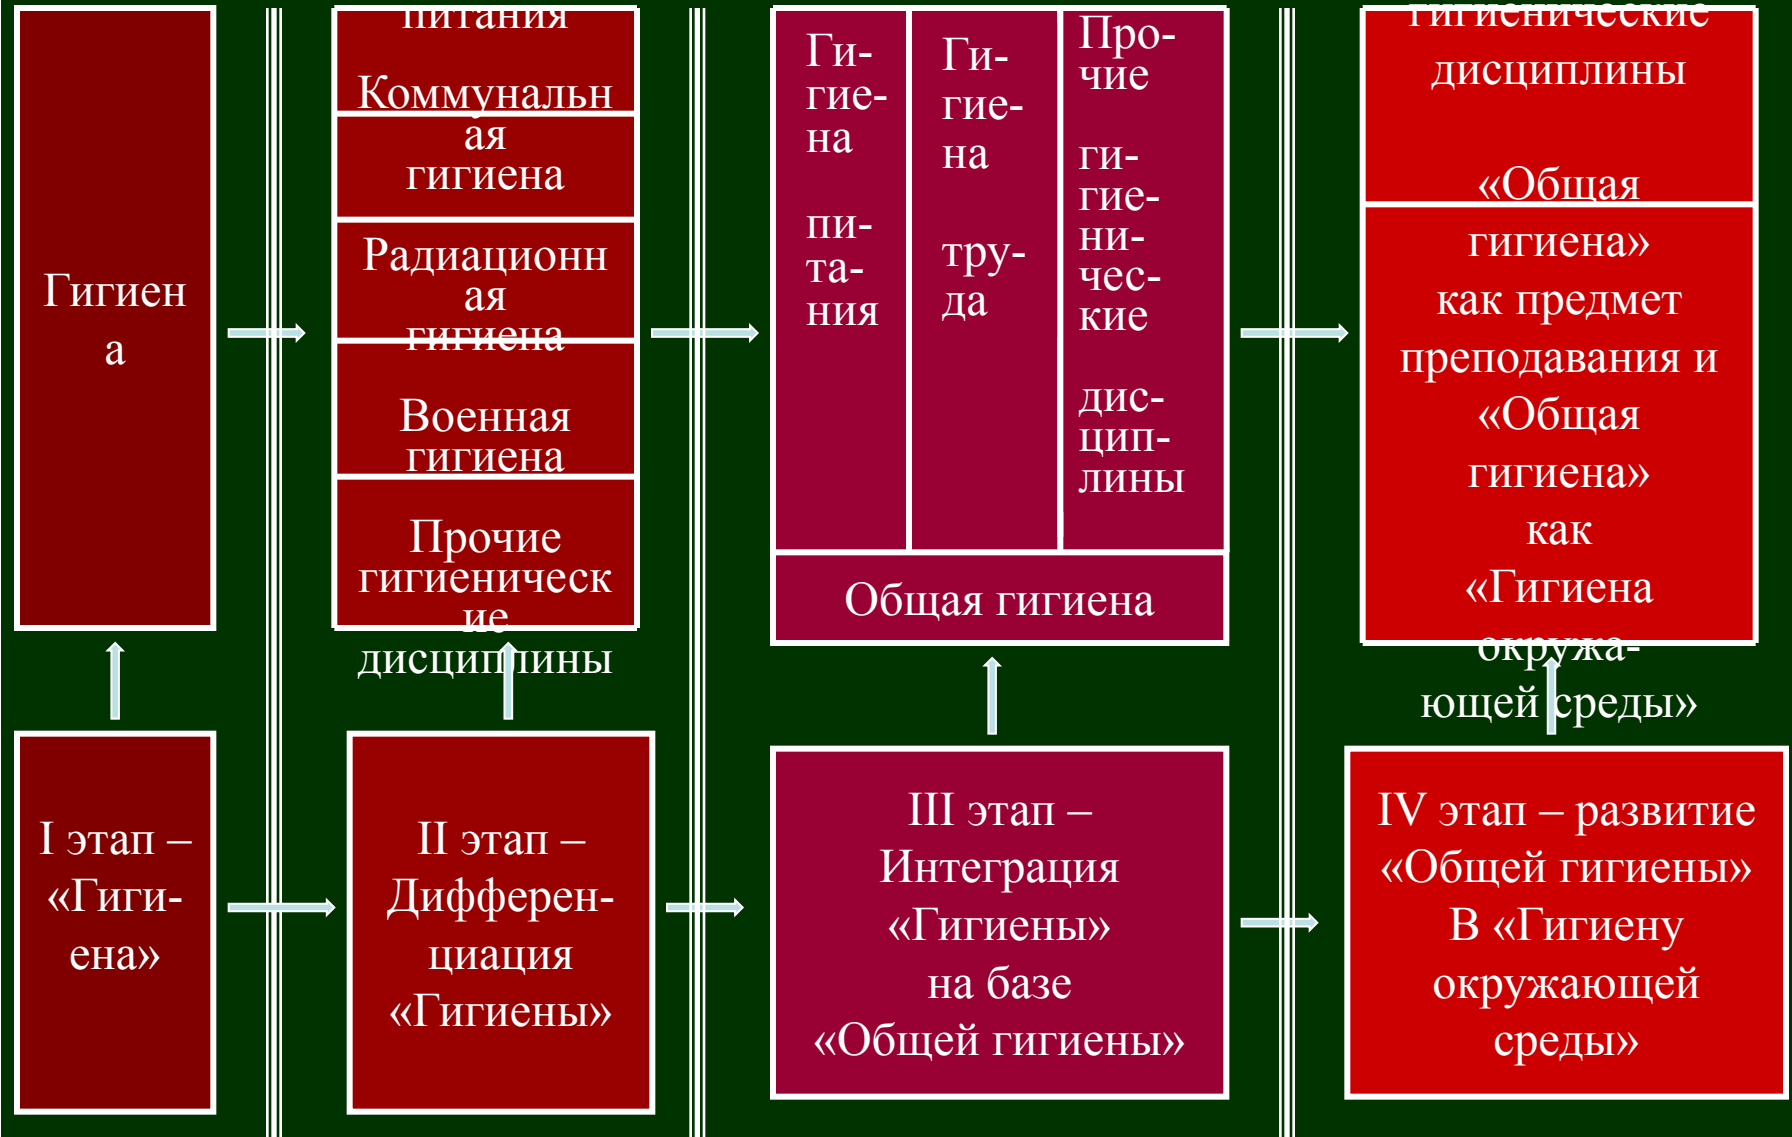 Гигиен
а
питания
Коммунальн
ая
гигиена
Радиационн
ая
гигиена
Военная
гигиена
Прочие
гигиеническ
ие
дисциплины
Ги-
гие-
на
пи-
та-
ния
Ги-
гие-
на
тру-
да
Про-
чие
ги-
гие-
ни-
чес-
кие
дис-
цип-
лины
Общая гигиена
гигиенические
дисциплины
«Общая
гигиена»
как предмет
преподавания и
«Общая
гигиена»
как
«Гигиена
окружа-
ющей среды»
I этап –
«Гиги-
ена»
II этап –
Дифферен-
циация
«Гигиены»
III этап –
Интеграция
«Гигиены»
на базе
«Общей гигиены»
IV этап – развитие
«Общей гигиены»
В «Гигиену
окружающей
среды»